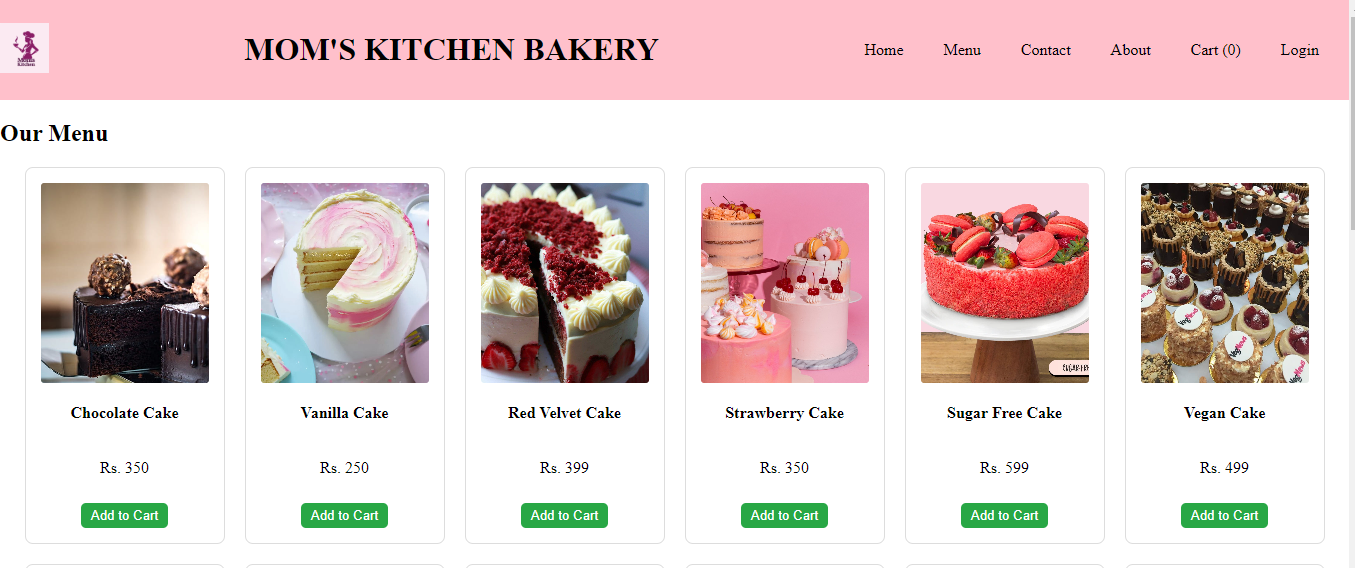 Mom's
Kitchen
MOM'S KITCHEN BAKERY
Home Menu Contact About Cart (0) Login
Our Menu
SUGAR-FR
Chocolate Cake Vanilla Cake Red Velvet Cake Strawberry Cake Sugar Free Cake Vegan Cake
Rs. 350 Rs. 250 Rs. 399 Rs. 350 Rs. 599 Rs. 499
Add to Cart Add to Cart Add to Cart Add to Cart Add to Cart Add to Cart